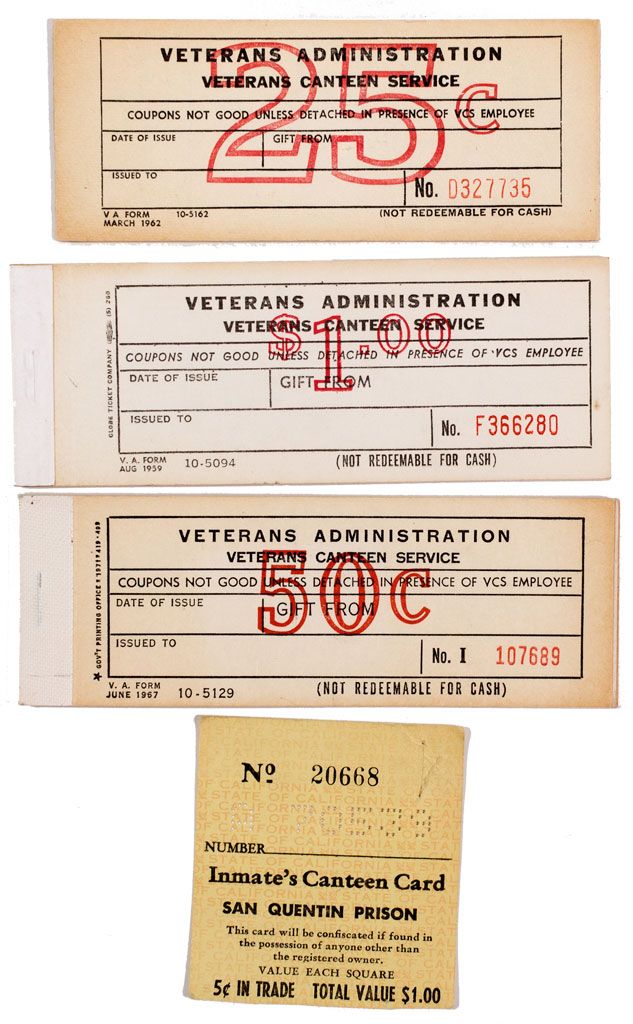 VETERANS ADMINISTRATION
VETERANS CANTEEN SERVICE
25c
COUPONS NOT GOOD UNLESS DETACHED IN PRESENCE OF VCS EMPLOYEE
DATE OF ISSUE GIFT FROM
ISSUED TO
No. D327735
V A FORM 10-5162
MARCH 1962
(NOT REDEEMABLE FOR CASH)
GLOBE TICKET COMPANY (5) 260
VETERANS ADMINISTRATION
VETERANS CANTEEN SERVICE
$1.00
COUPONS NOT GOOD UNLESS DETACHED IN PRESENCE OF VCS EMPLOYEE
DATE OF ISSUE GIFT FROM
ISSUED TO
No. F366280
V. A. FORM 10-5094
AUG 1959
(NOT REDEEMABLE FOR CASH)
VETERANS ADMINISTRATION
VETERANS CANTEEN SERVICE
50c
COUPONS NOT GOOD UNLESS DETACHED IN PRESENCE OF VCS EMPLOYEE
DATE OF ISSUE GIFT FROM
ISSUED TO
No. I 107689
V. A. FORM 10-5129
JUNE 1967
(NOT REDEEMABLE FOR CASH)
Nº 20668
NUMBER
Inmate's Canteen Card
SAN QUENTIN PRISON
This card will be confiscated if found in
the possession of anyone other than
the registered owner.
VALUE EACH SQUARE
5¢ IN TRADE TOTAL VALUE $1.00